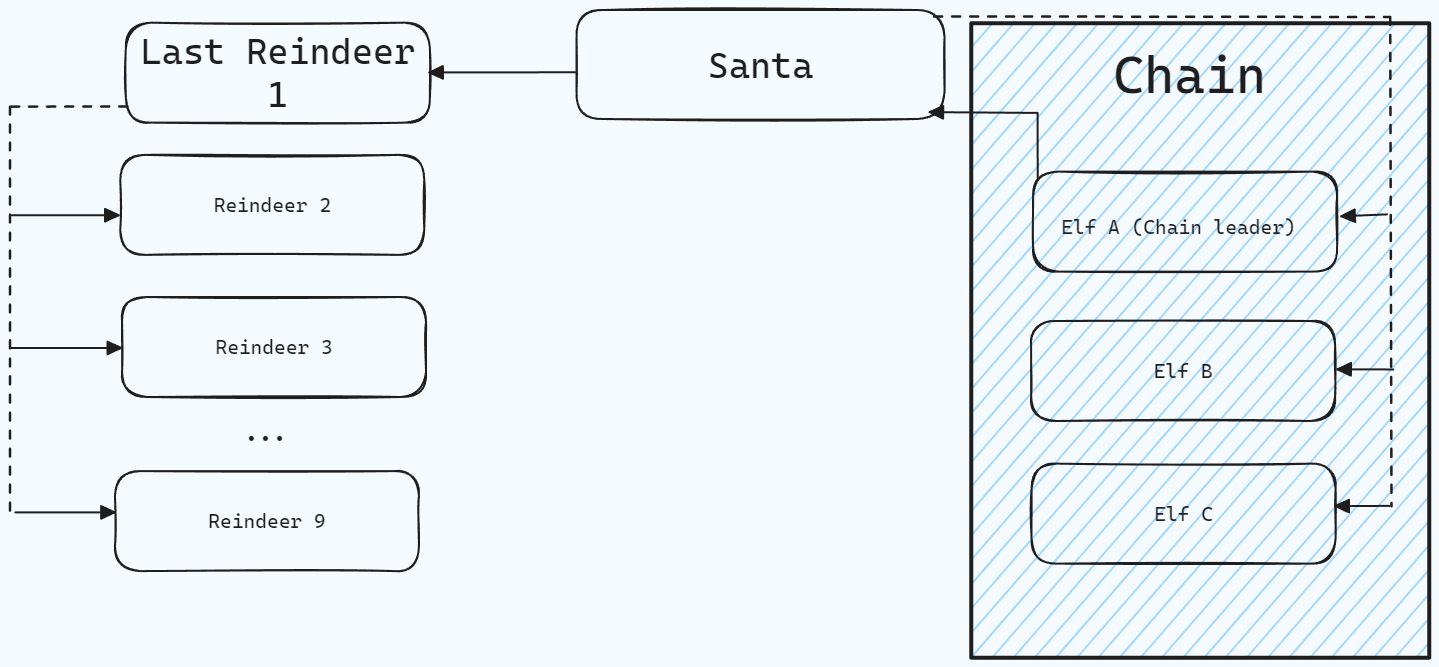 Last Reindeer
1
Santa
Chain
Reindeer 2
Elf A (Chain leader)
Reindeer 3
Elf B
...
Reindeer 9
Elf C